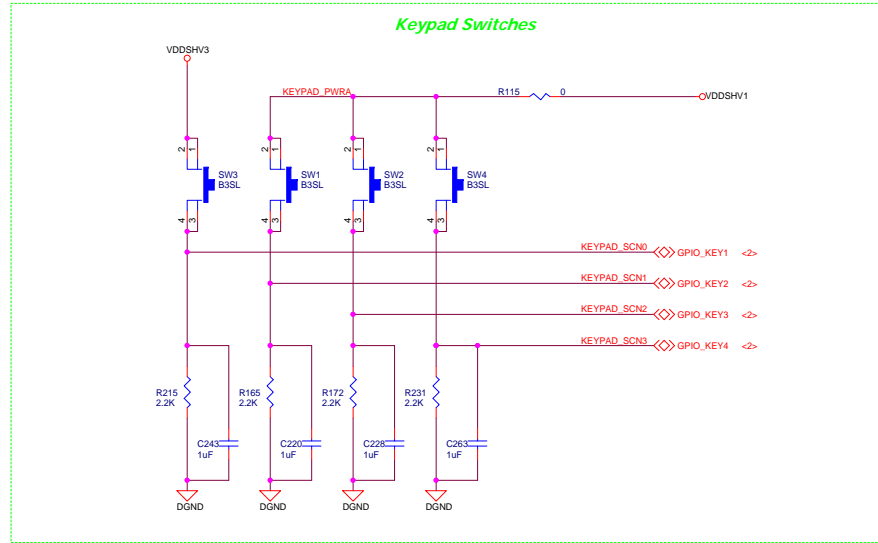 Keypad Switches
VDDSHV3
KEYPAD_PWRA
R115 0
VDDSHV1
2 1 2 1 2 1 2 1
SW3 SW1 SW2 SW4
B3SL B3SL B3SL B3SL
4 3 4 3 4 3 4 3
KEYPAD_SCN0 GPIO_KEY1 <2>
KEYPAD_SCN1 GPIO_KEY2 <2>
KEYPAD_SCN2 GPIO_KEY3 <2>
KEYPAD_SCN3 GPIO_KEY4 <2>
R215 R165 R172 R231
2.2K 2.2K 2.2K 2.2K
C243 C220 C228 C263
1uF 1uF 1uF 1uF
DGND DGND DGND DGND